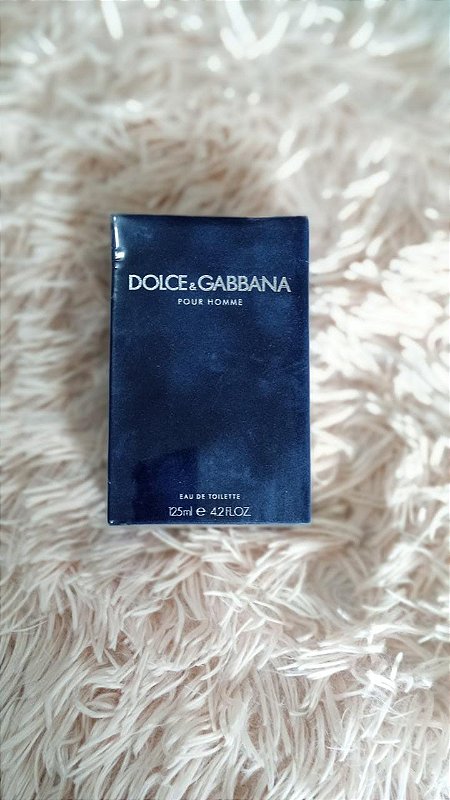 DOLCE&GABBANA
POUR HOMME
EAU DE TOILETTE
125ml e 4.2 FL.OZ.